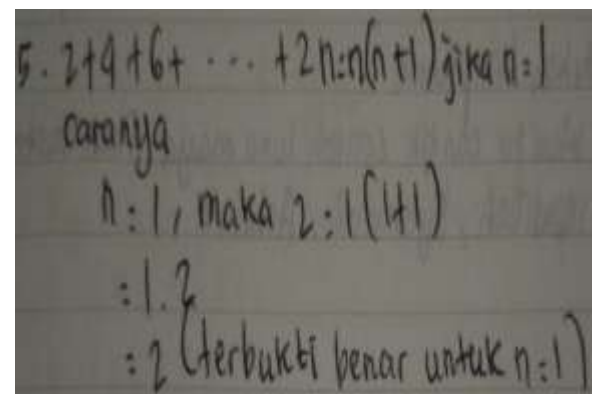 5. 2+4+6+ ... +2n=n(n+1) jika n=1
caranya
n=1, maka 2=1(1+1)
=1.2
=2 (terbukti benar untuk n=1)